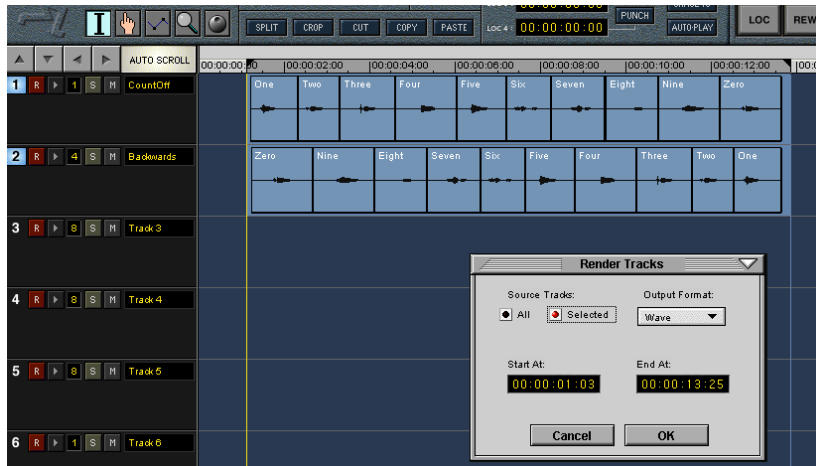 SPLIT CROP CUT COPY PASTE LOC 4: 00:00:00:00 PUNCH AUTO-PLAY LOC REW
AUTO SCROLL 00:00:00:00 00:00:02:00 00:00:04:00 00:00:06:00 00:00:08:00 00:00:10:00 00:00:12:00
1 R 1 S M CountOff
One Two Three Four Five Six Seven Eight Nine Zero
2 R 4 S M Backwards
Zero Nine Eight Seven Six Five Four Three Two One
3 R 8 S M Track 3
4 R 8 S M Track 4
5 R 8 S M Track 5
6 R 1 S M Track 6
Render Tracks
Source Tracks: Output Format:
All Selected Wave
Start At: End At:
00:00:01:03 00:00:13:25
Cancel OK